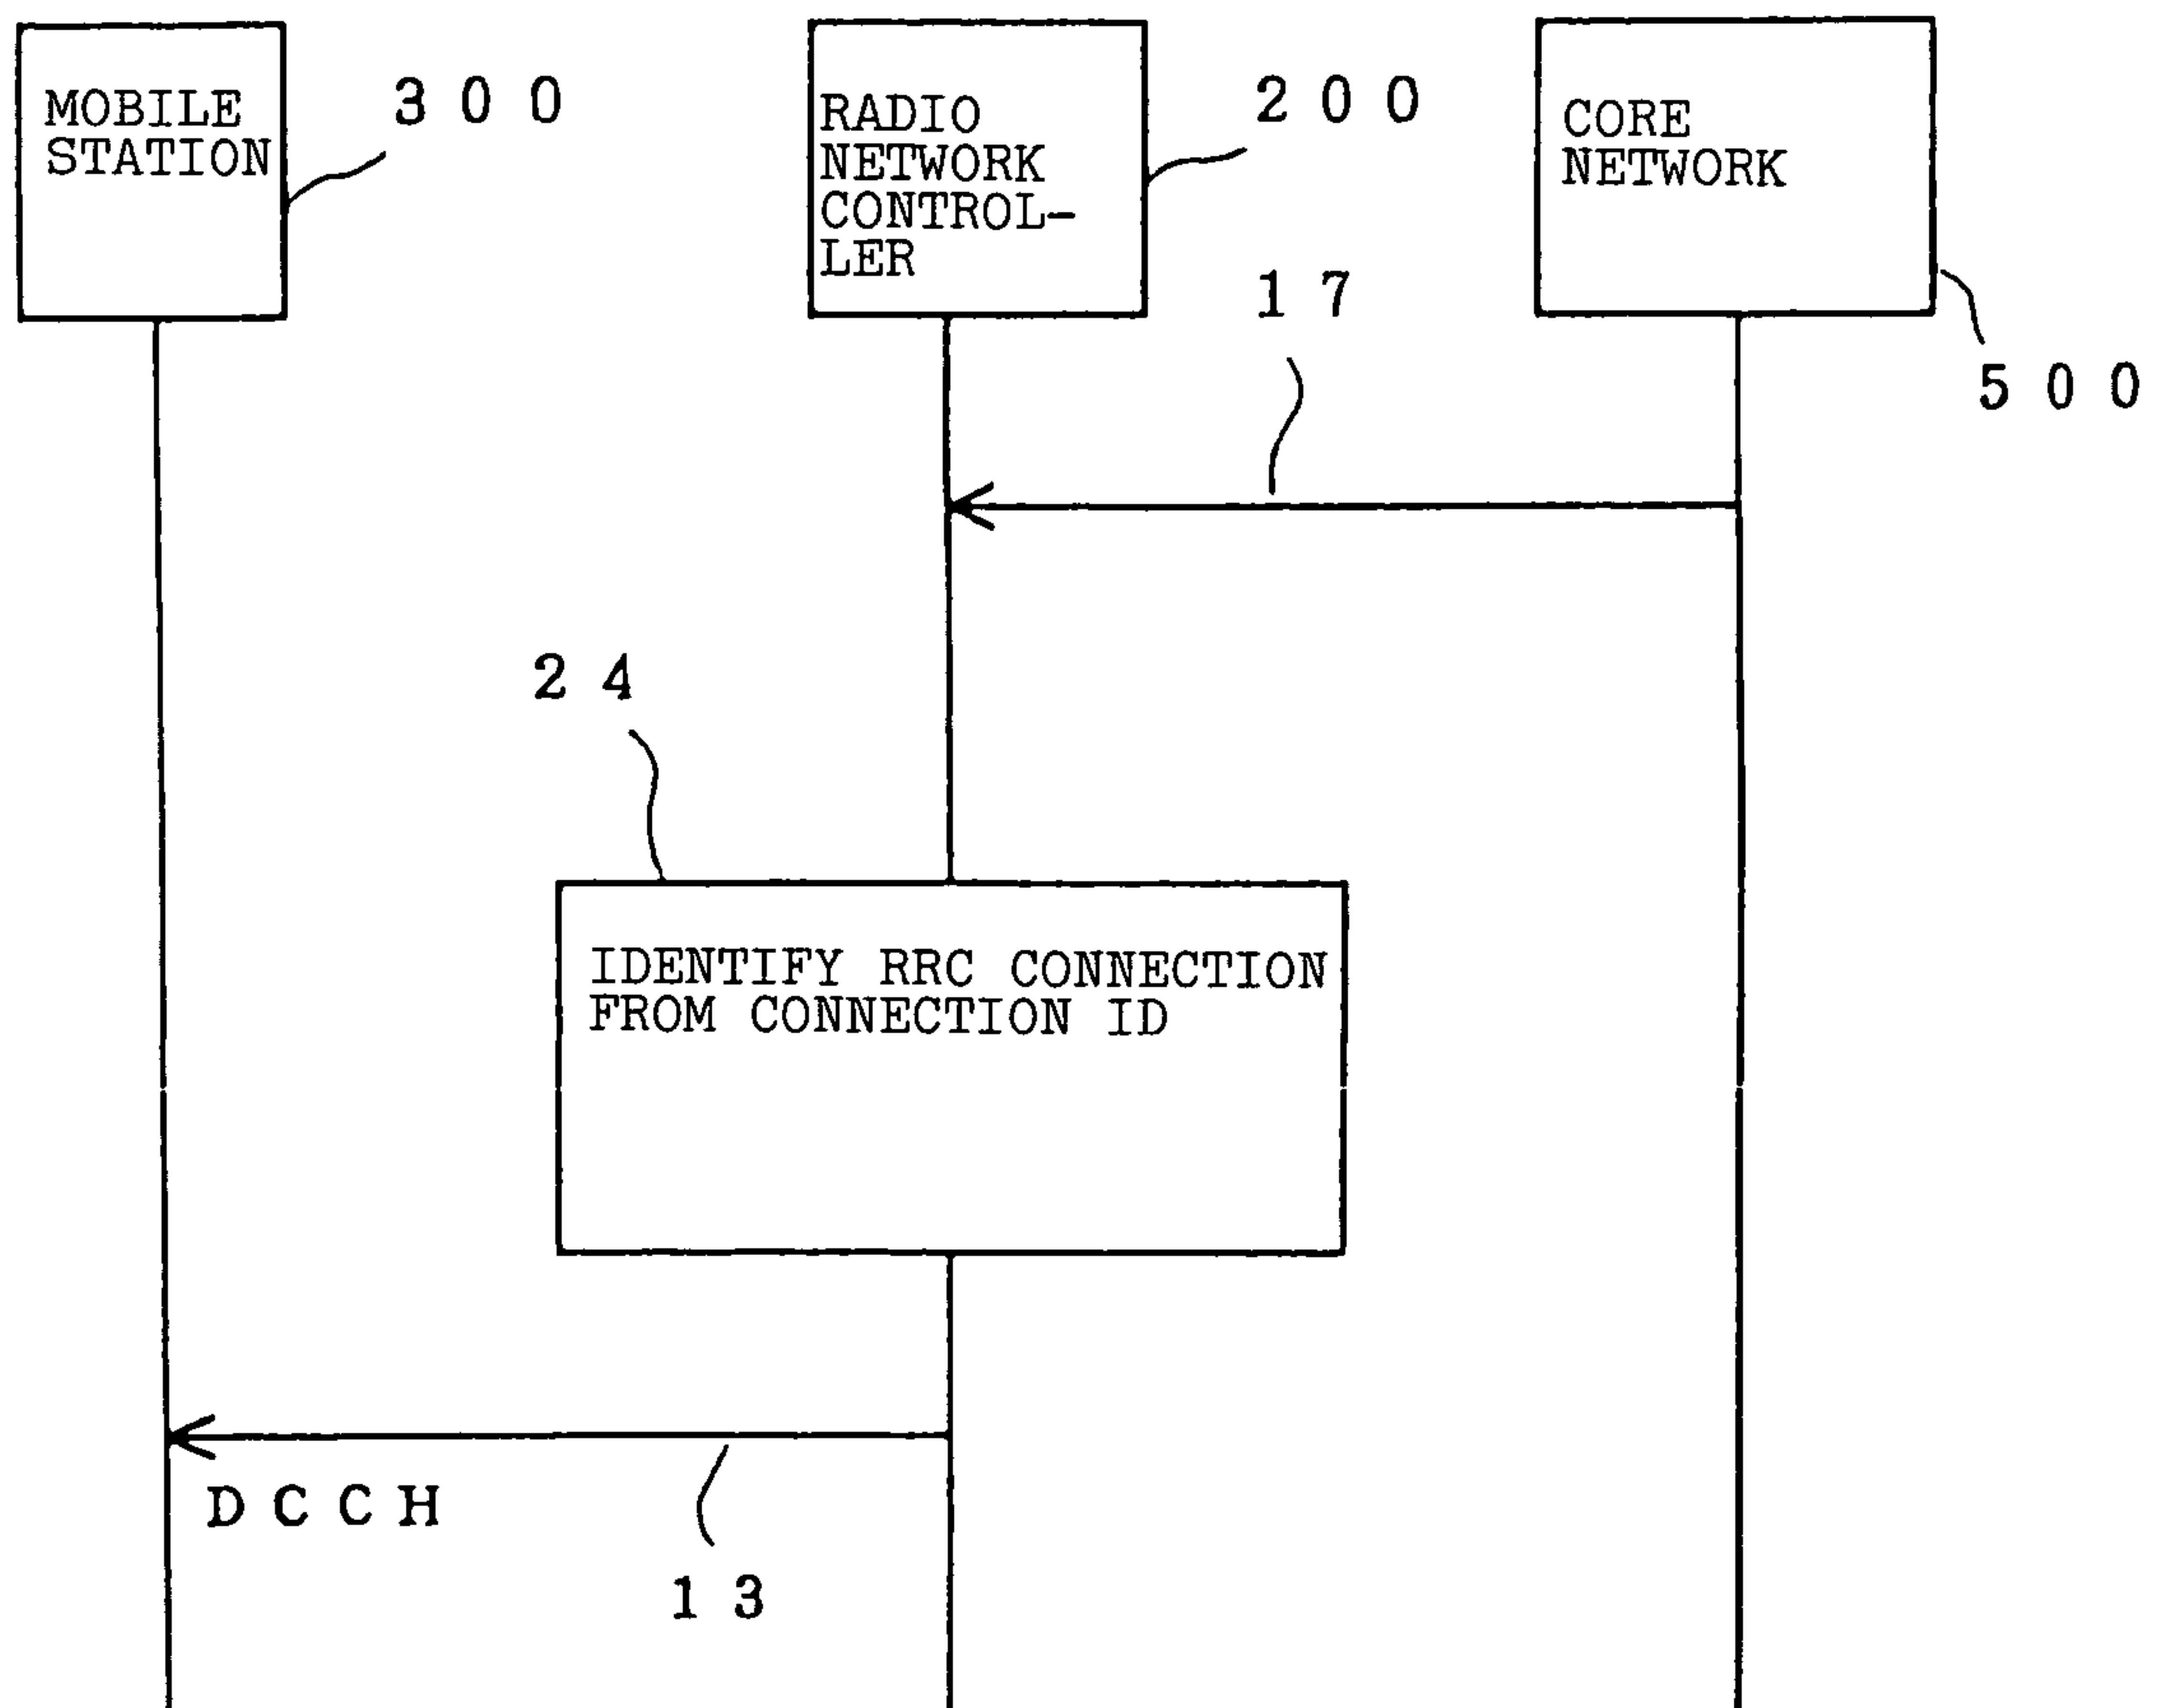 MOBILE
STATION
300
RADIO
NETWORK
CONTROL-
LER
200
CORE
NETWORK
500
17
24
IDENTIFY RRC CONNECTION
FROM CONNECTION ID
DCCH
13